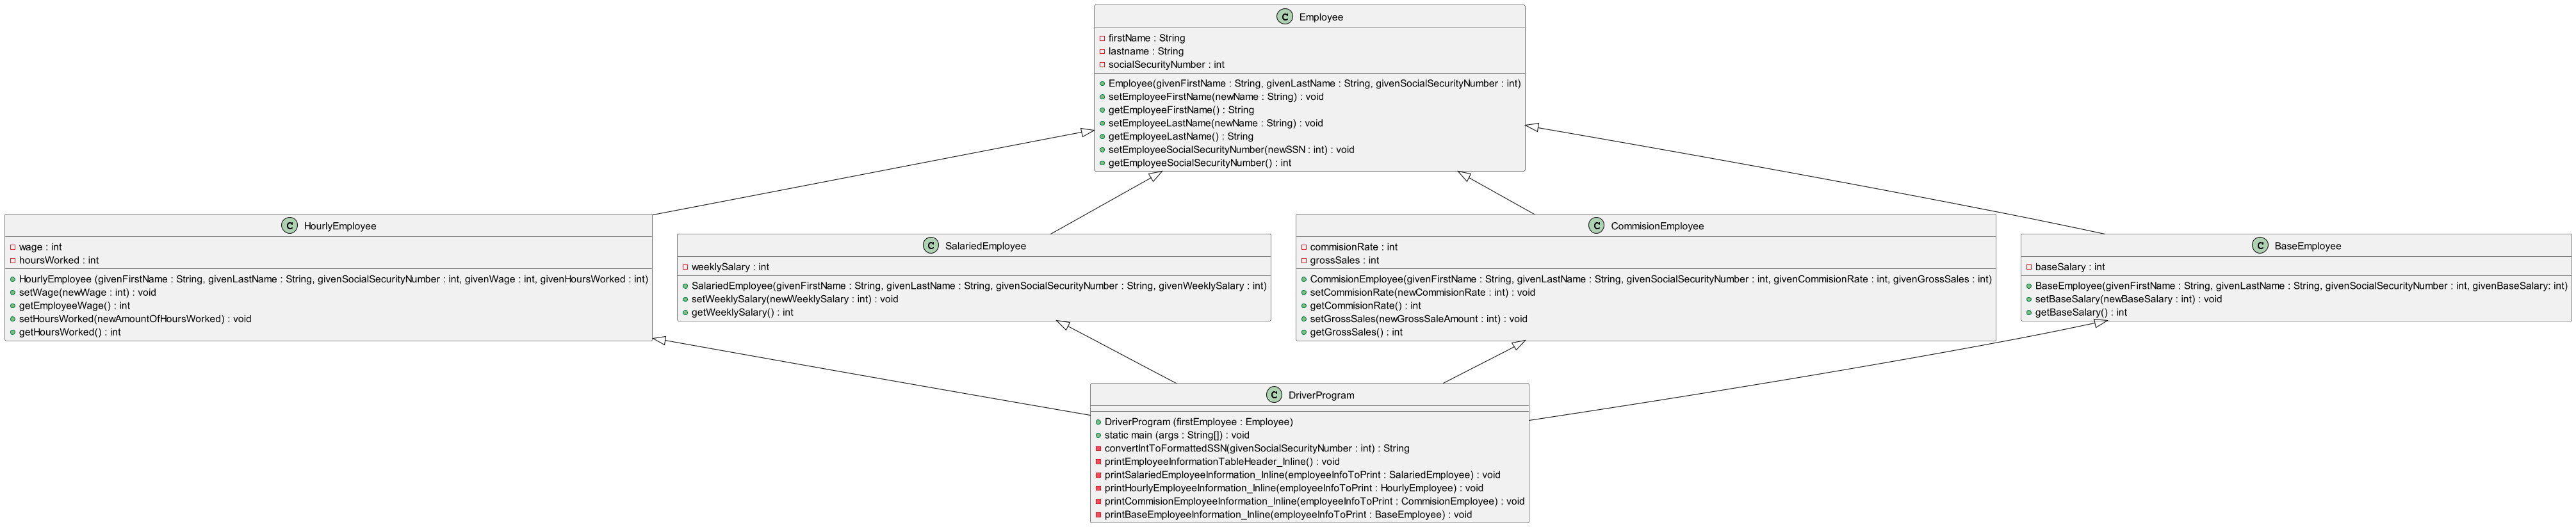 Employee
firstName : String
lastname : String
socialSecurityNumber : int
Employee(givenFirstName : String, givenLastName : String, givenSocialSecurityNumber : int)
setEmployeeFirstName(newName : String) : void
getEmployeeFirstName() : String
setEmployeeLastName(newName : String) : void
getEmployeeLastName() : String
setEmployeeSocialSecurityNumber(newSSN : int) : void
getEmployeeSocialSecurityNumber() : int
HourlyEmployee
wage : int
hoursWorked : int
HourlyEmployee (givenFirstName : String, givenLastName : String, givenSocialSecurityNumber : int, givenWage : int, givenHoursWorked : int)
setWage(newWage : int) : void
getEmployeeWage() : int
setHoursWorked(newAmountOfHoursWorked) : void
getHoursWorked() : int
SalariedEmployee
weeklySalary : int
SalariedEmployee(givenFirstName : String, givenLastName : String, givenSocialSecurityNumber : String, givenWeeklySalary : int)
setWeeklySalary(newWeeklySalary : int) : void
getWeeklySalary() : int
CommisionEmployee
commisionRate : int
grossSales : int
CommisionEmployee(givenFirstName : String, givenLastName : String, givenSocialSecurityNumber : int, givenCommisionRate : int, givenGrossSales : int)
setCommisionRate(newCommisionRate : int) : void
getCommisionRate() : int
setGrossSales(newGrossSaleAmount : int) : void
getGrossSales() : int
BaseEmployee
baseSalary : int
BaseEmployee(givenFirstName : String, givenLastName : String, givenSocialSecurityNumber : int, givenBaseSalary: int)
setBaseSalary(newBaseSalary : int) : void
getBaseSalary() : int
DriverProgram
DriverProgram (firstEmployee : Employee)
static main (args : String[]) : void
convertIntToFormattedSSN(givenSocialSecurityNumber : int) : String
printEmployeeInformationTableHeader_Inline() : void
printSalariedEmployeeInformation_Inline(employeeInfoToPrint : SalariedEmployee) : void
printHourlyEmployeeInformation_Inline(employeeInfoToPrint : HourlyEmployee) : void
printCommisionEmployeeInformation_Inline(employeeInfoToPrint : CommisionEmployee) : void
printBaseEmployeeInformation_Inline(employeeInfoToPrint : BaseEmployee) : void